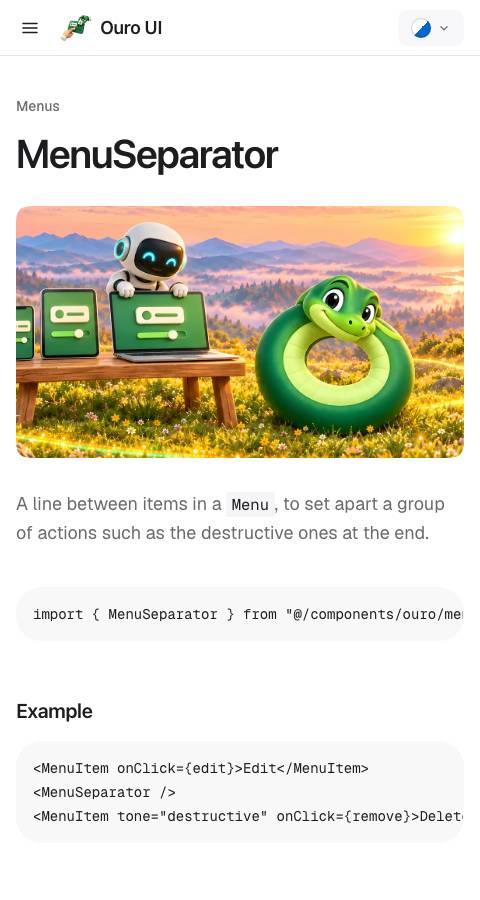 Ouro UI
Menus
MenuSeparator
A line between items in a Menu, to set apart a group
of actions such as the destructive ones at the end.
import { MenuSeparator } from "@/components/ouro/me
Example
<MenuItem onClick={edit}>Edit</MenuItem>
<MenuSeparator />
<MenuItem tone="destructive" onClick={remove}>Delet